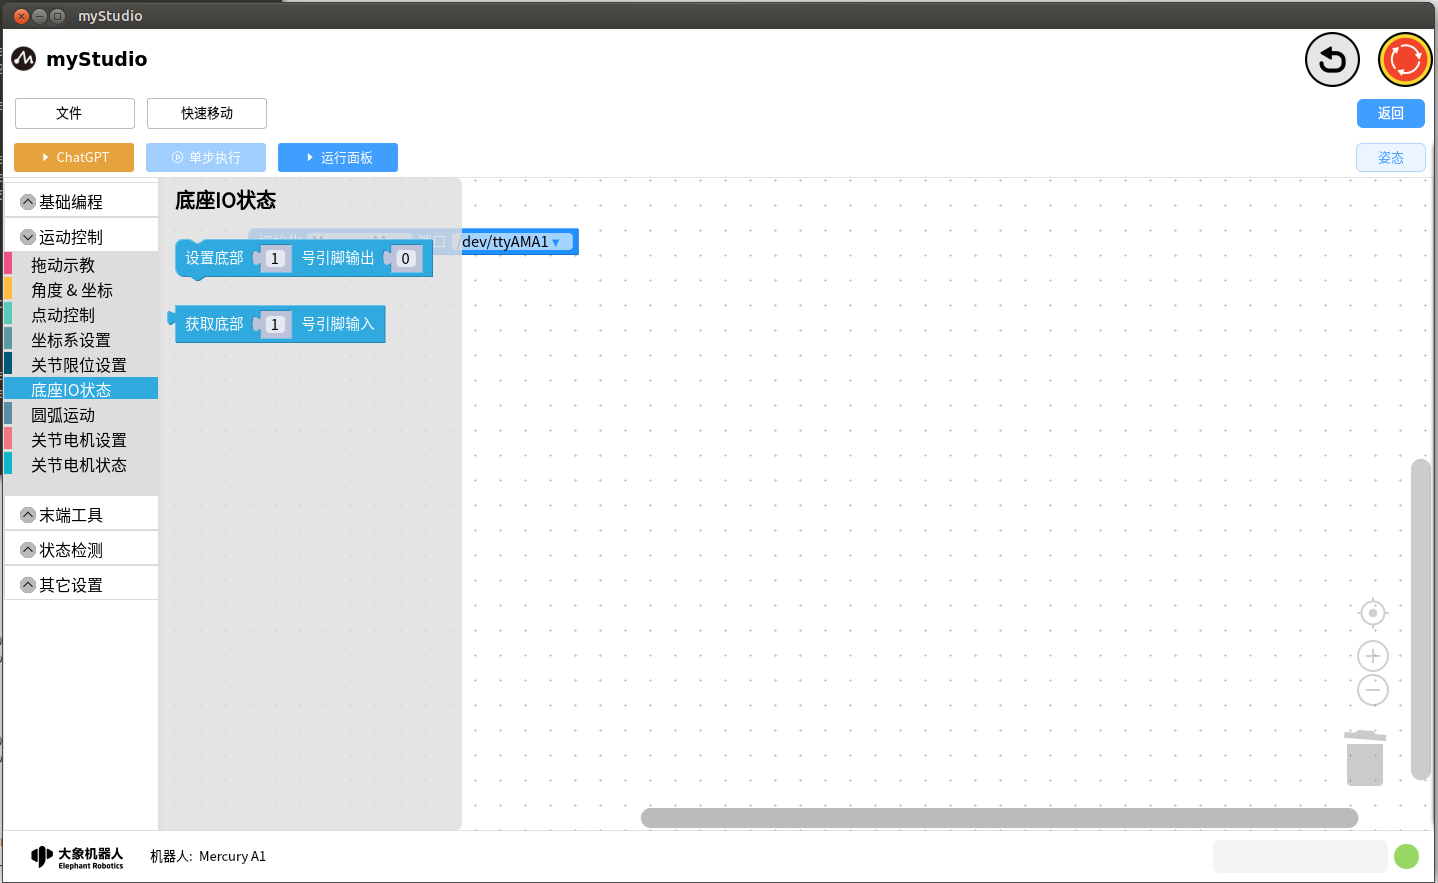 myStudio
myStudio
文件
快速移动
返回
ChatGPT
单步执行
运行面板
姿态
基础编程
运动控制
拖动示教
角度 & 坐标
点动控制
坐标系设置
关节限位设置
底座IO状态
圆弧运动
关节电机设置
关节电机状态
末端工具
状态检测
其它设置
底座IO状态
端口 /dev/ttyAMA1
设置底部 1 号引脚输出 0
获取底部 1 号引脚输入
大象机器人
Elephant Robotics
机器人: Mercury A1